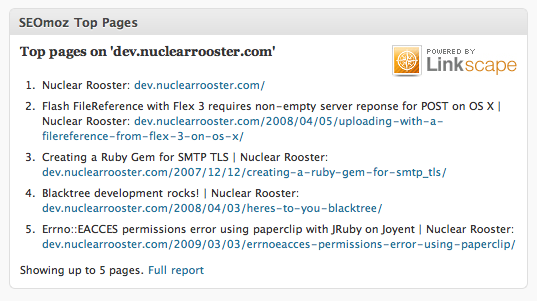 SEOmoz Top Pages
Top pages on 'dev.nuclearrooster.com'
POWERED BY
Linkscape
1. Nuclear Rooster: dev.nuclearrooster.com/
2. Flash FileReference with Flex 3 requires non-empty server reponse for POST on OS X |
Nuclear Rooster: dev.nuclearrooster.com/2008/04/05/uploading-with-a-
filereference-from-flex-3-on-os-x/
3. Creating a Ruby Gem for SMTP TLS | Nuclear Rooster:
dev.nuclearrooster.com/2007/12/12/creating-a-ruby-gem-for-smtp_tls/
4. Blacktree development rocks! | Nuclear Rooster:
dev.nuclearrooster.com/2008/04/03/heres-to-you-blacktree/
5. Errno::EACCES permissions error using paperclip with JRuby on Joyent | Nuclear Rooster:
dev.nuclearrooster.com/2009/03/03/errnoeacces-permissions-error-using-paperclip/
Showing up to 5 pages. Full report